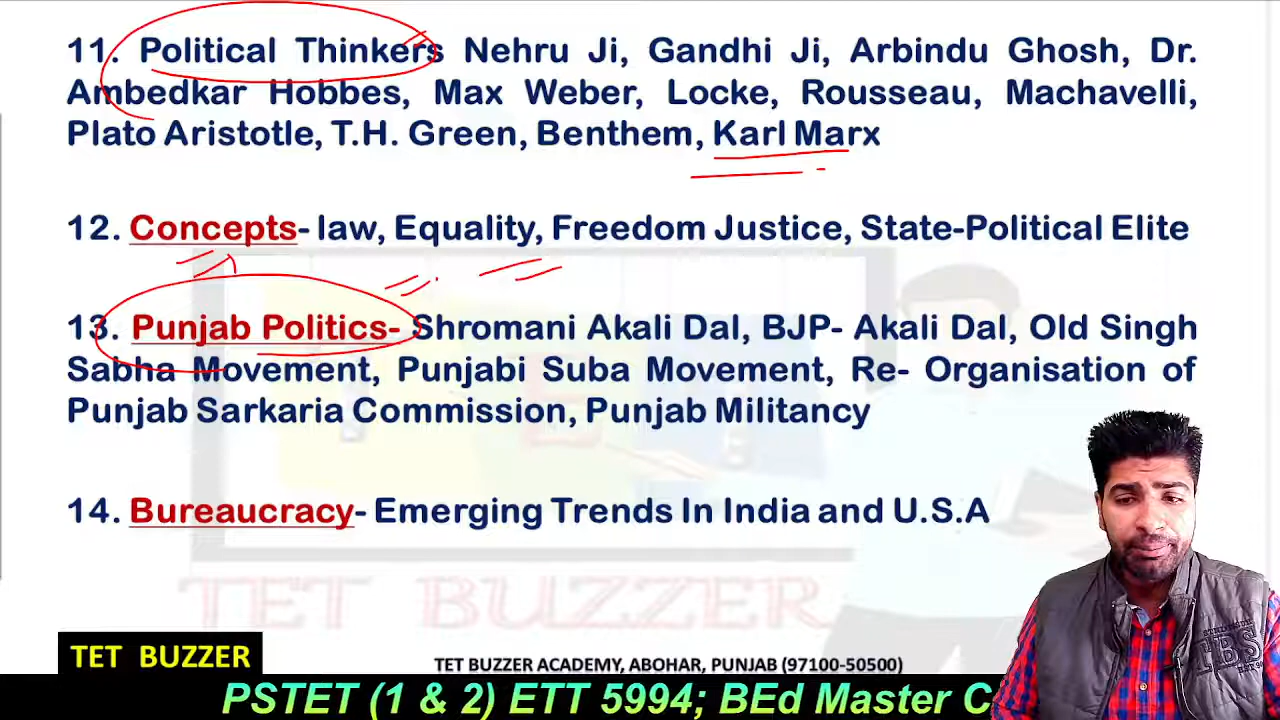 11. Political Thinkers Nehru Ji, Gandhi Ji, Arbindu Ghosh, Dr.
Ambedkar Hobbes, Max Weber, Locke, Rousseau, Machavelli,
Plato Aristotle, T.H. Green, Benthem, Karl Marx
12. Concepts- law, Equality, Freedom Justice, State-Political Elite
13. Punjab Politics- Shromani Akali Dal, BJP- Akali Dal, Old Singh
Sabha Movement, Punjabi Suba Movement, Re- Organisation of
Punjab Sarkaria Commission, Punjab Militancy
14. Bureaucracy- Emerging Trends In India and U.S.A
TET BUZZER
TET BUZZER
TET BUZZER ACADEMY, ABOHAR, PUNJAB (97100-50500)
PSTET (1 & 2) ETT 5994; BEd Master C